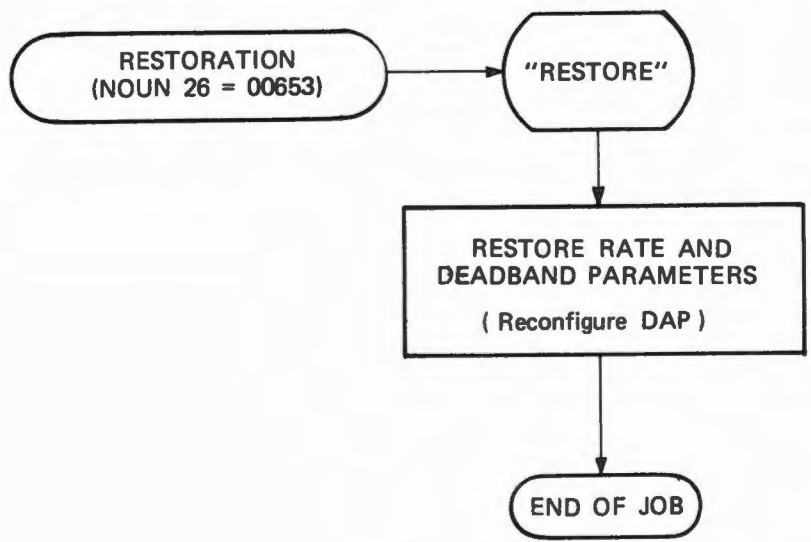 RESTORATION
(NOUN 26 = 00653)
"RESTORE"
RESTORE RATE AND
DEADBAND PARAMETERS
( Reconfigure DAP )
END OF JOB